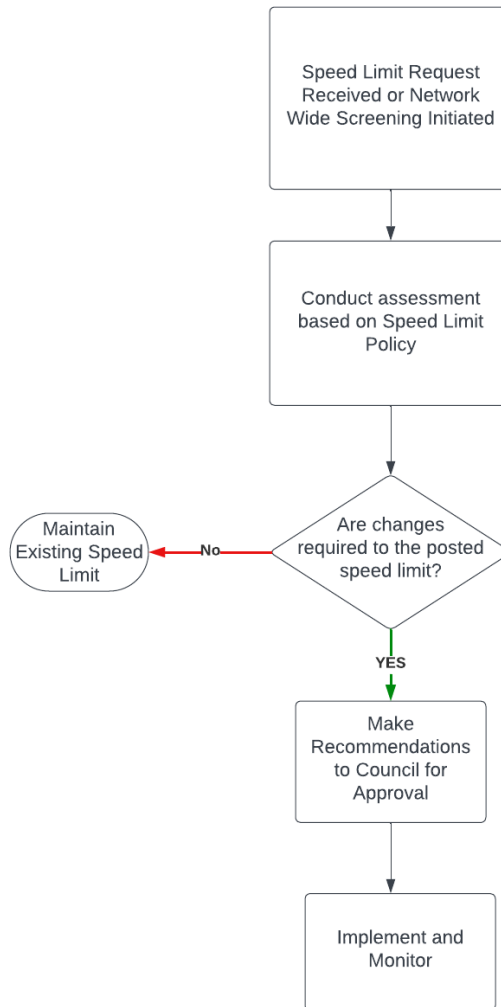 Speed Limit Request
Received or Network
Wide Screening Initiated
Conduct assessment
based on Speed Limit
Policy
Are changes
required to the posted
speed limit?
No
Maintain
Existing Speed
Limit
YES
Make
Recommendations
to Council for
Approval
Implement and
Monitor